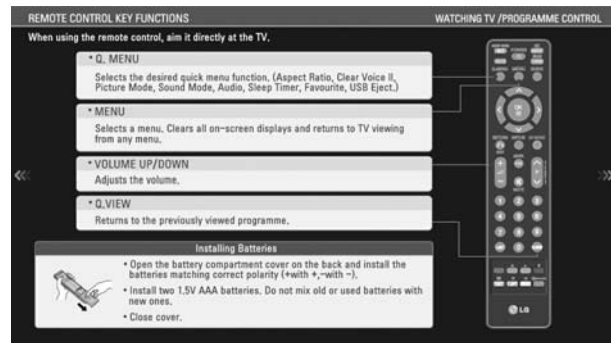 REMOTE CONTROL KEY FUNCTIONS
WATCHING TV /PROGRAMME CONTROL
When using the remote control, aim it directly at the TV.
• Q. MENU
Selects the desired quick menu function. (Aspect Ratio, Clear Voice II,
Picture Mode, Sound Mode, Audio, Sleep Timer, Favourite, USB Eject.)
• MENU
Selects a menu. Clears all on-screen displays and returns to TV viewing
from any menu.
• VOLUME UP/DOWN
Adjusts the volume.
• Q.VIEW
Returns to the previously viewed programme.
Installing Batteries
• Open the battery compartment cover on the back and install the
batteries matching correct polarity (+with +,-with -).
• Install two 1.5V AAA batteries. Do not mix old or used batteries with
new ones.
• Close cover.
LG